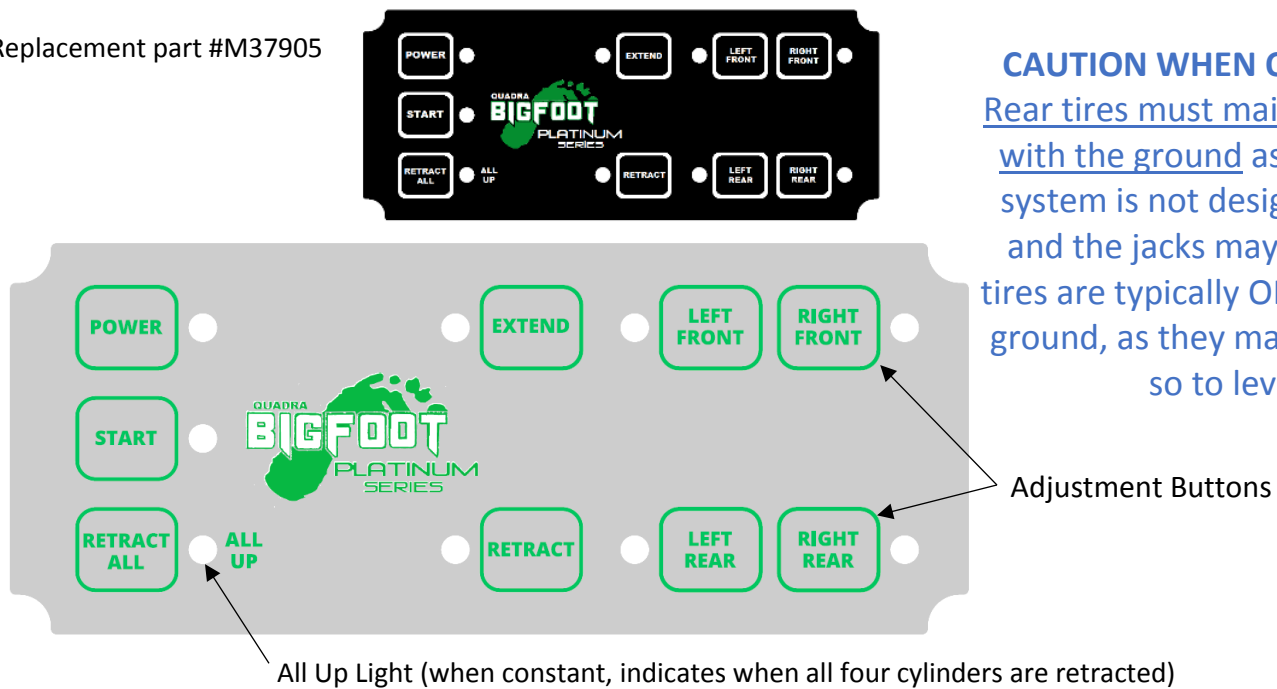 Replacement part #M37905
POWER
EXTEND
LEFT
FRONT
RIGHT
FRONT
START
QUADRA
BIGFOOT
PLATINUM
SERIES
RETRACT
ALL
ALL
UP
RETRACT
LEFT
REAR
RIGHT
REAR
CAUTION WHEN
Rear tires must
with the ground as
system is not
and the jacks may
tires are typically
ground, as they
so to
POWER
EXTEND
LEFT
FRONT
RIGHT
FRONT
START
QUADRA
BIGFOOT
PLATINUM
SERIES
RETRACT
ALL
ALL
UP
RETRACT
LEFT
REAR
RIGHT
REAR
Adjustment Buttons
All Up Light (when constant, indicates when all four cylinders are retracted)